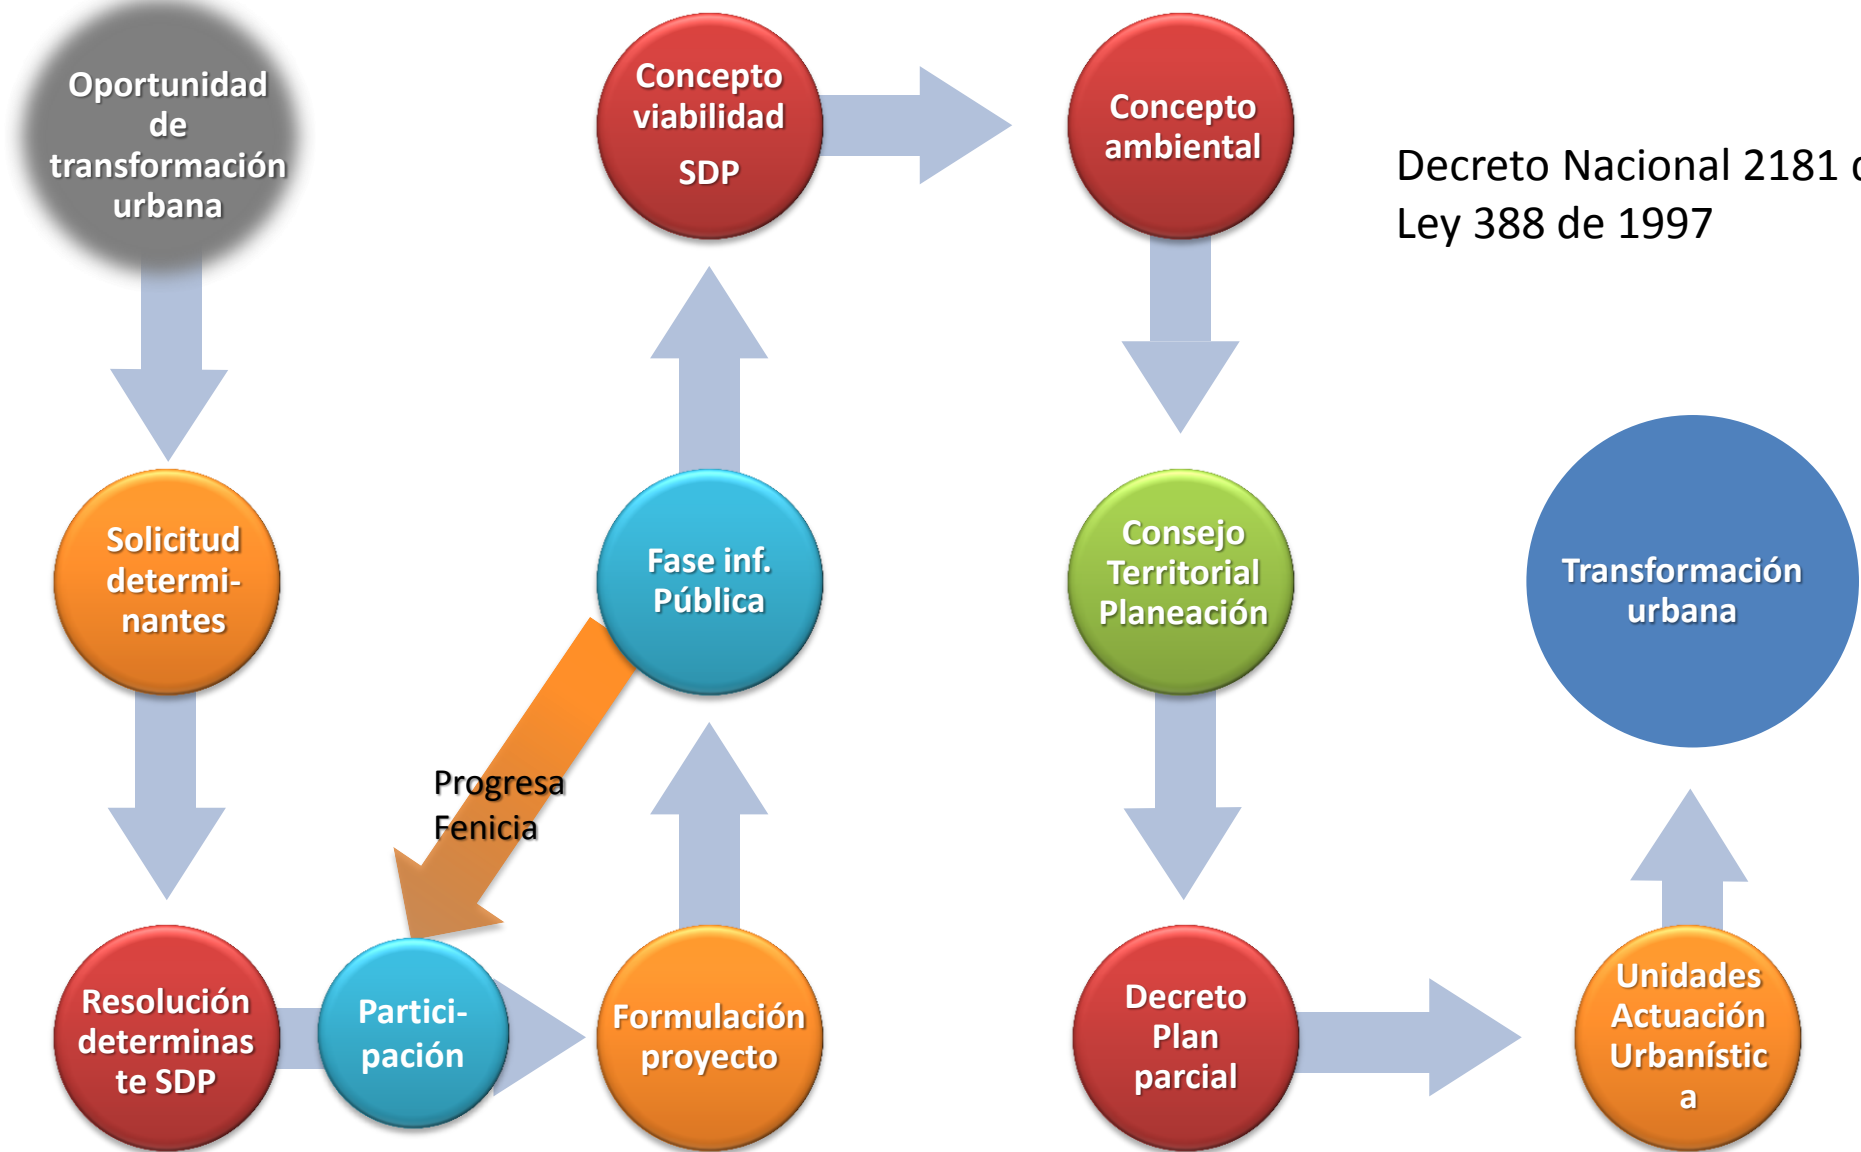 Oportunidad
de
transformación
urbana
Solicitud
determi-
nantes
Resolución
determinas
te SDP
Partici-
pación
Formulación
proyecto
Progresa
Fenicia
Fase inf.
Pública
Concepto
viabilidad
SDP
Concepto
ambiental
Consejo
Territorial
Planeación
Decreto
Plan
parcial
Unidades
Actuación
Urbanístic
a
Transformación
urbana
Decreto Nacional 2181
Ley 388 de 1997